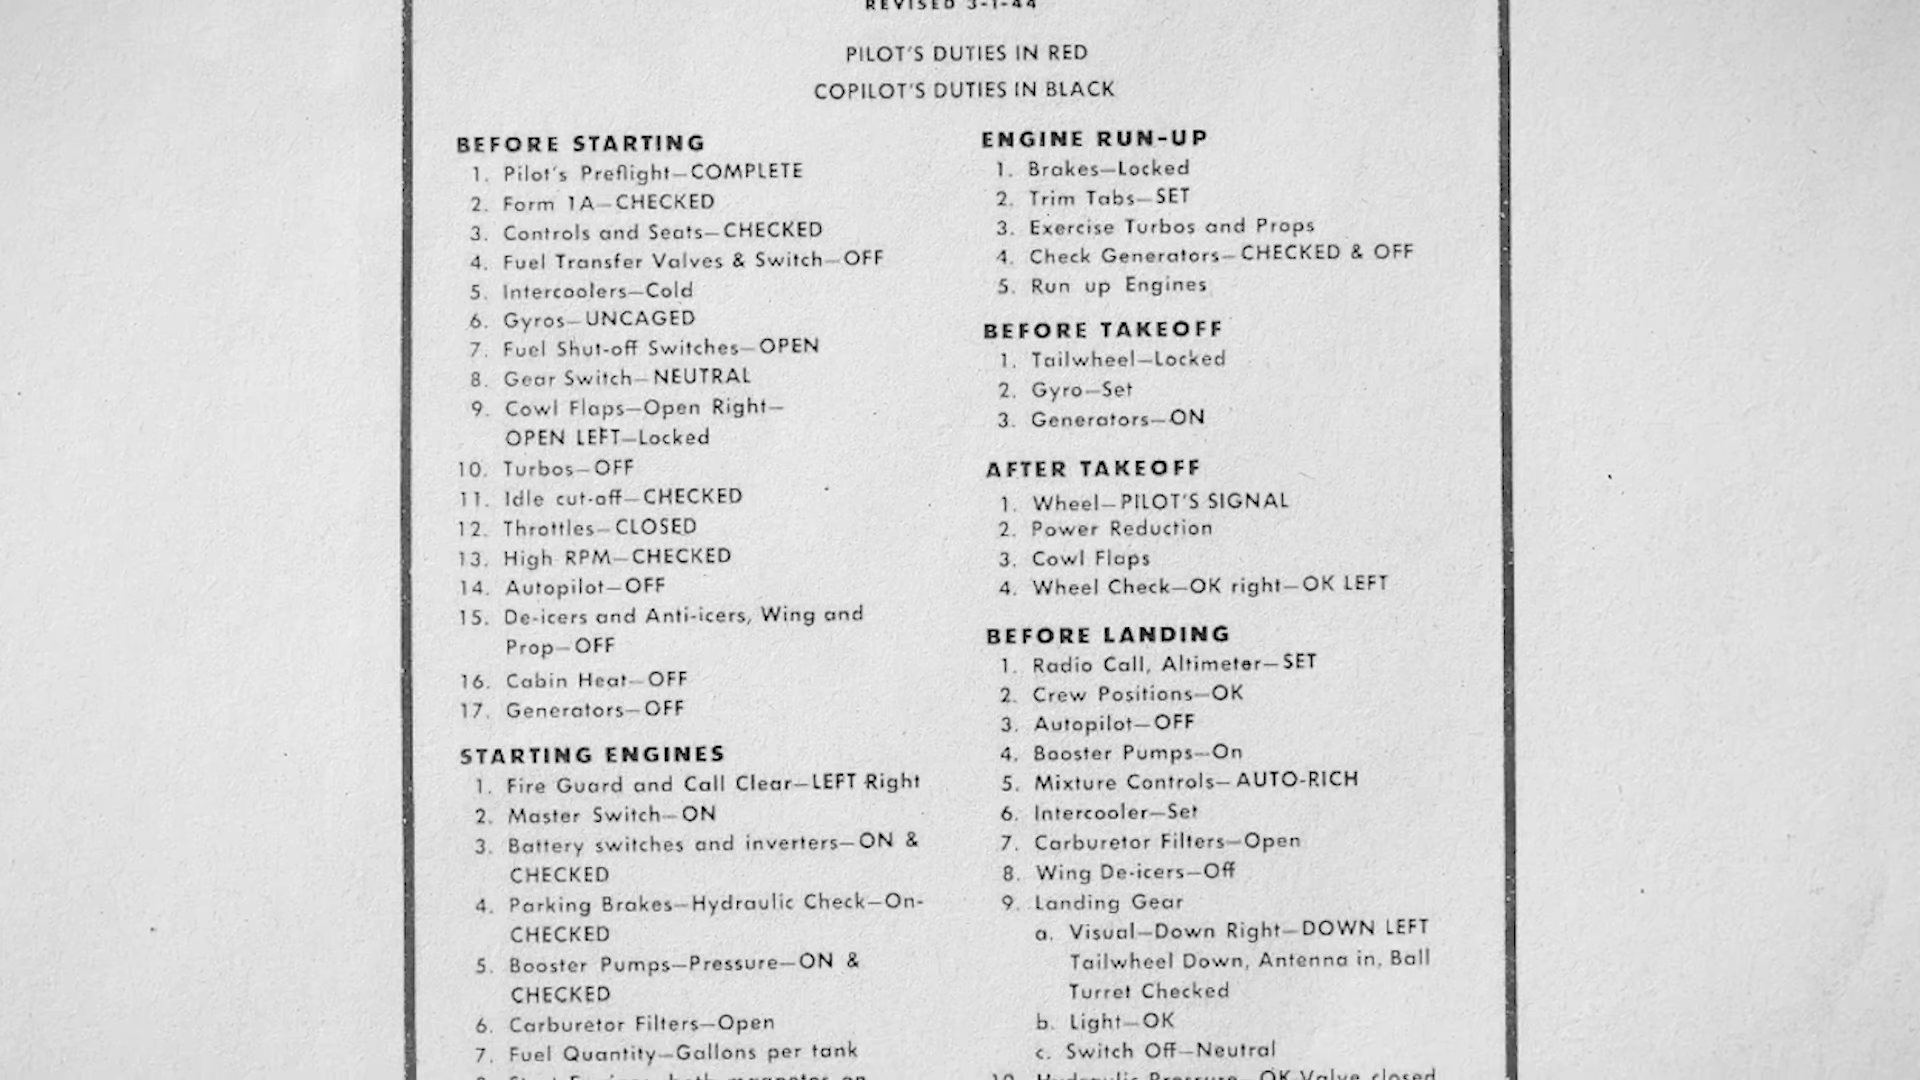 REVISED 3-1-44
PILOT'S DUTIES IN RED
COPILOT'S DUTIES IN BLACK
BEFORE STARTING
1. Pilot's Preflight—COMPLETE
2. Form 1A—CHECKED
3. Controls and Seats—CHECKED
4. Fuel Transfer Valves & Switch—OFF
5. Intercoolers—Cold
6. Gyros—UNCAGED
7. Fuel Shut-off Switches—OPEN
8. Gear Switch—NEUTRAL
9. Cowl Flaps—Open Right—
OPEN LEFT—Locked
10. Turbos—OFF
11. Idle cut-off—CHECKED
12. Throttles—CLOSED
13. High RPM—CHECKED
14. Autopilot—OFF
15. De-icers and Anti-icers, Wing and
Prop—OFF
16. Cabin Heat—OFF
17. Generators—OFF
STARTING ENGINES
1. Fire Guard and Call Clear—LEFT Right
2. Master Switch—ON
3. Battery switches and inverters—ON &
CHECKED
4. Parking Brakes—Hydraulic Check—On-
CHECKED
5. Booster Pumps—Pressure—ON &
CHECKED
6. Carburetor Filters—Open
7. Fuel Quantity—Gallons per tank
ENGINE RUN-UP
1. Brakes—Locked
2. Trim Tabs—SET
3. Exercise Turbos and Props
4. Check Generators—CHECKED & OFF
5. Run up Engines
BEFORE TAKEOFF
1. Tailwheel—Locked
2. Gyro—Set
3. Generators—ON
AFTER TAKEOFF
1. Wheel—PILOT'S SIGNAL
2. Power Reduction
3. Cowl Flaps
4. Wheel Check—OK right—OK LEFT
BEFORE LANDING
1. Radio Call, Altimeter—SET
2. Crew Positions—OK
3. Autopilot—OFF
4. Booster Pumps—On
5. Mixture Controls—AUTO-RICH
6. Intercooler—Set
7. Carburetor Filters—Open
8. Wing De-icers—Off
9. Landing Gear
a. Visual—Down Right—DOWN LEFT
Tailwheel Down, Antenna in, Ball
Turret Checked
b. Light—OK
c. Switch Off—Neutral
10. Hydraulic Pressure—OK Valve closed